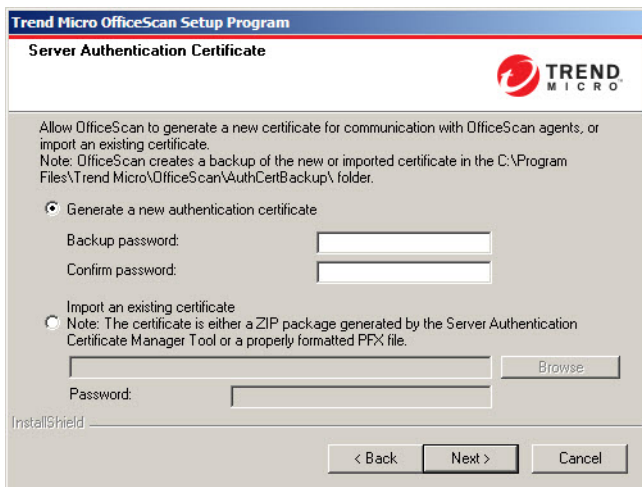 Trend Micro OfficeScan Setup Program
Server Authentication Certificate
TREND
MICRO
Allow OfficeScan to generate a new certificate for communication with OfficeScan agents, or
import an existing certificate.
Note: OfficeScan creates a backup of the new or imported certificate in the C:\Program
Files\Trend Micro\OfficeScan\AuthCertBackup\ folder.
Generate a new authentication certificate
Backup password:
Confirm password:
Import an existing certificate
Note: The certificate is either a ZIP package generated by the Server Authentication
Certificate Manager Tool or a properly formatted PFX file.
Browse
Password:
InstallShield
< Back
Next >
Cancel